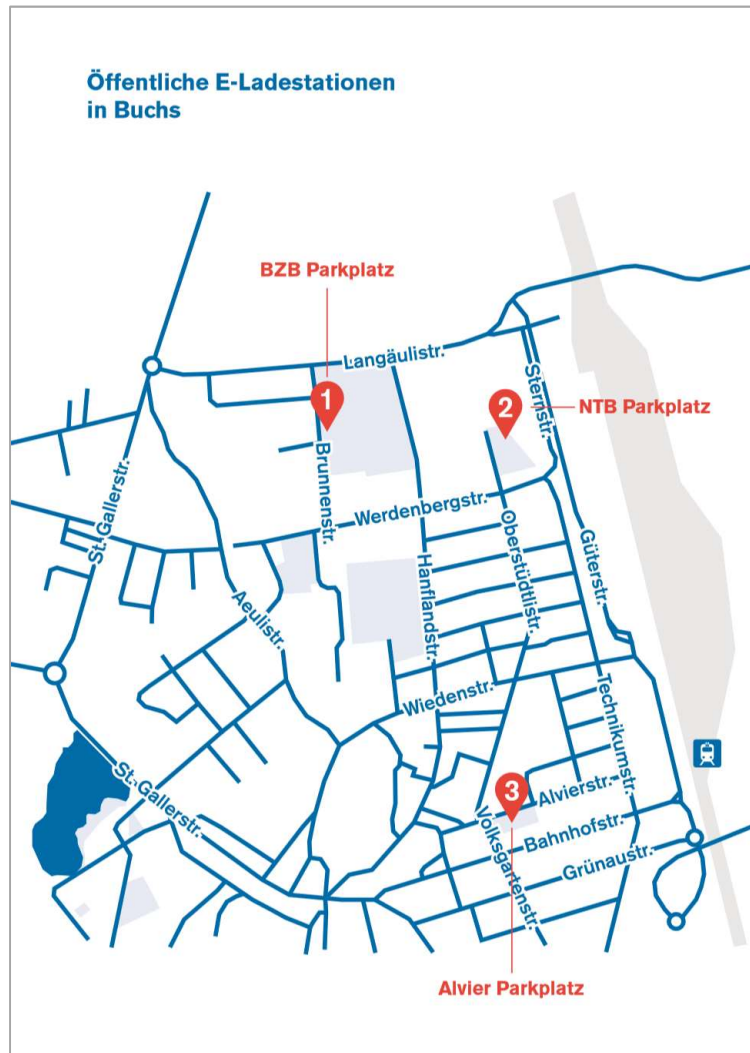 Öffentliche E-Ladestationen
in Buchs
BZB Parkplatz
Langäulistr.
1
2
NTB Parkplatz
Sternstr.
St. Gallerstr.
Brunnenstr.
Werdenbergstr.
Oberstüdtlistr.
Güterstr.
Hanflandstr.
Aeulistr.
Wiedenstr.
Technikumstr.
St. Gallerstr.
3
Alvierstr.
Volksgartenstr.
Bahnhofstr.
Grünaustr.
Alvier Parkplatz